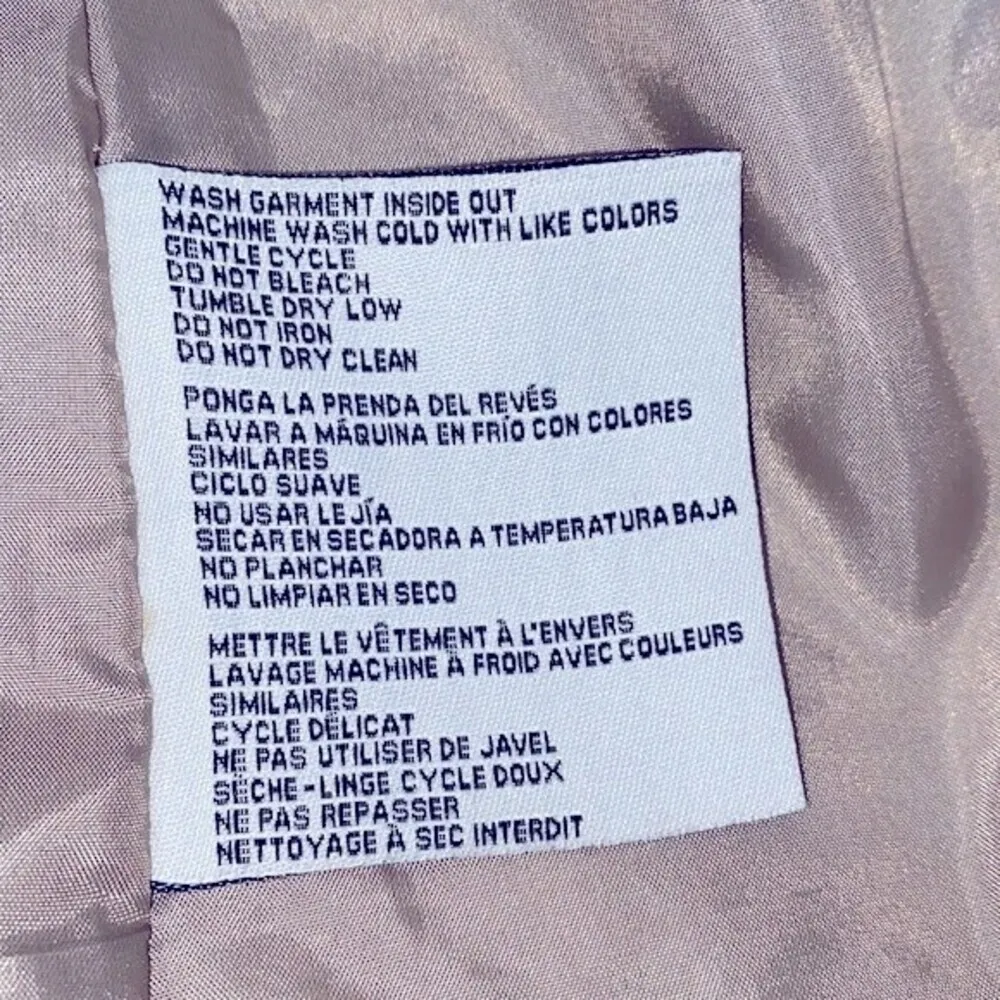 WASH GARMENT INSIDE OUT
MACHINE WASH COLD WITH LIKE COLORS
GENTLE CYCLE
DO NOT BLEACH
TUMBLE DRY LOW
DO NOT IRON
DO NOT DRY CLEAN
PONGA LA PRENDA DEL REVÉS
LAVAR A MÁQUINA EN FRÍO CON COLORES
SIMILARES
CICLO SUAVE
NO USAR LEJÍA
SECAR EN SECADORA A TEMPERATURA BAJA
NO PLANCHAR
NO LIMPIAR EN SECO
METTRE LE VÊTEMENT À L'ENVERS
LAVAGE MACHINE À FROID AVEC COULEURS
SIMILAIRES
CYCLE DÉLICAT
NE PAS UTILISER DE JAVEL
SÈCHE-LINGE CYCLE DOUX
NE PAS REPASSER
NETTOYAGE À SEC INTERDIT